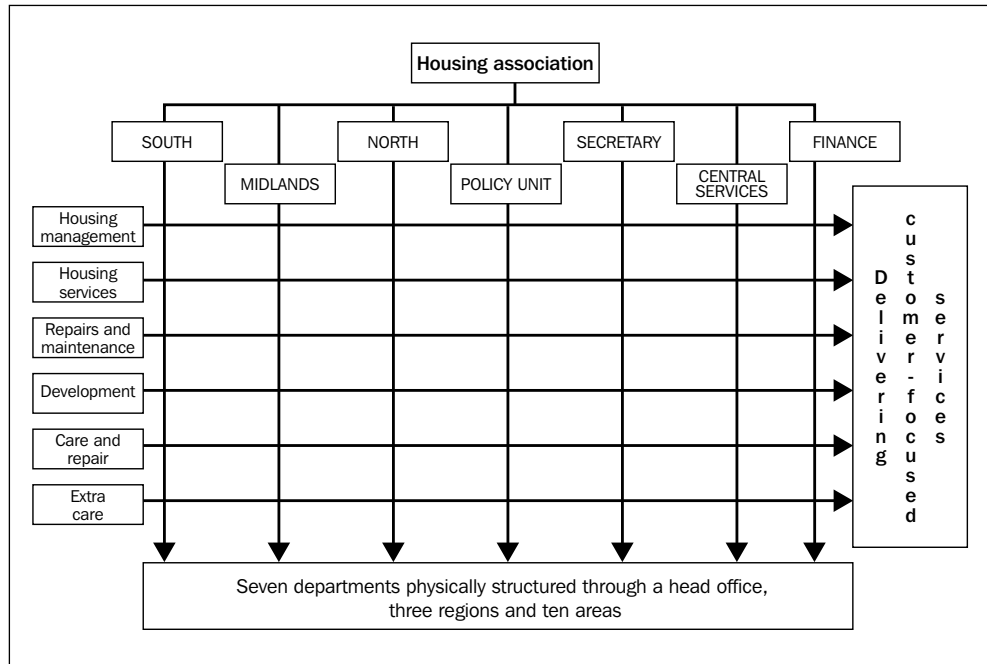 Housing association
SOUTH
NORTH
SECRETARY
FINANCE
MIDLANDS
POLICY UNIT
CENTRAL
SERVICES
Housing
management
Housing
services
Repairs and
maintenance
Development
Care and
repair
Extra
care
Delivering
customer-focused
services
Seven departments physically structured through a head office,
three regions and ten areas